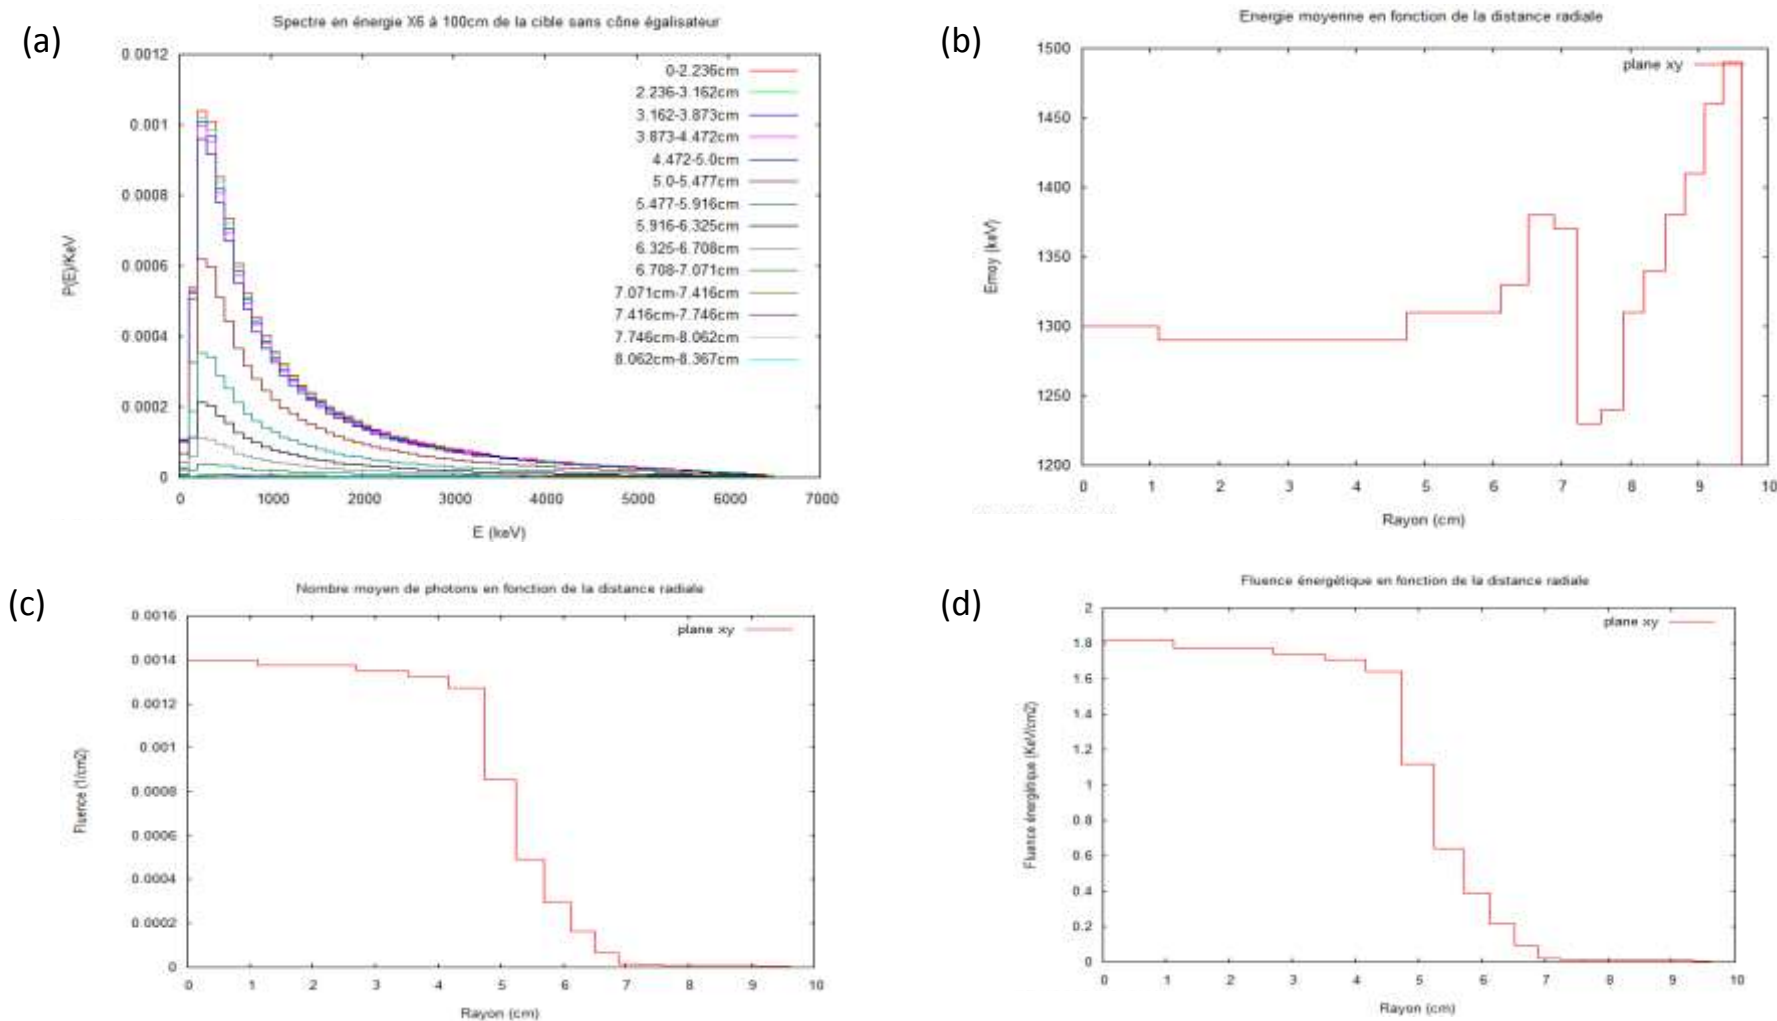 (a)
Spectre en énergie X6 à 100cm de la cible sans cône égalisateur
0.0012
0.001
0.0008
0.0006
0.0004
0.0002
0
P(E)/KeV
0-2.236cm
2.236-3.162cm
3.162-3.873cm
3.873-4.472cm
4.472-5.0cm
5.0-5.477cm
5.477-5.916cm
5.916-6.325cm
6.325-6.708cm
6.708-7.071cm
7.071cm-7.416cm
7.416cm-7.746cm
7.746cm-8.062cm
8.062cm-8.367cm
0 1000 2000 3000 4000 5000 6000 7000
E (keV)
(b)
Energie moyenne en fonction de la distance radiale
1500
1450
1400
1350
1300
1250
1200
Emoy (keV)
plane xy
0 1 2 3 4 5 6 7 8 9 10
Rayon (cm)
(c)
Nombre moyen de photons en fonction de la distance radiale
0.0016
0.0014
0.0012
0.001
0.0008
0.0006
0.0004
0.0002
0
Fluence (1/cm2)
plane xy
0 1 2 3 4 5 6 7 8 9 10
Rayon (cm)
(d)
Fluence énergétique en fonction de la distance radiale
2
1.8
1.6
1.4
1.2
1
0.8
0.6
0.4
0.2
0
Fluence énergétique (KeV/cm2)
plane xy
0 1 2 3 4 5 6 7 8 9 10
Rayon (cm)